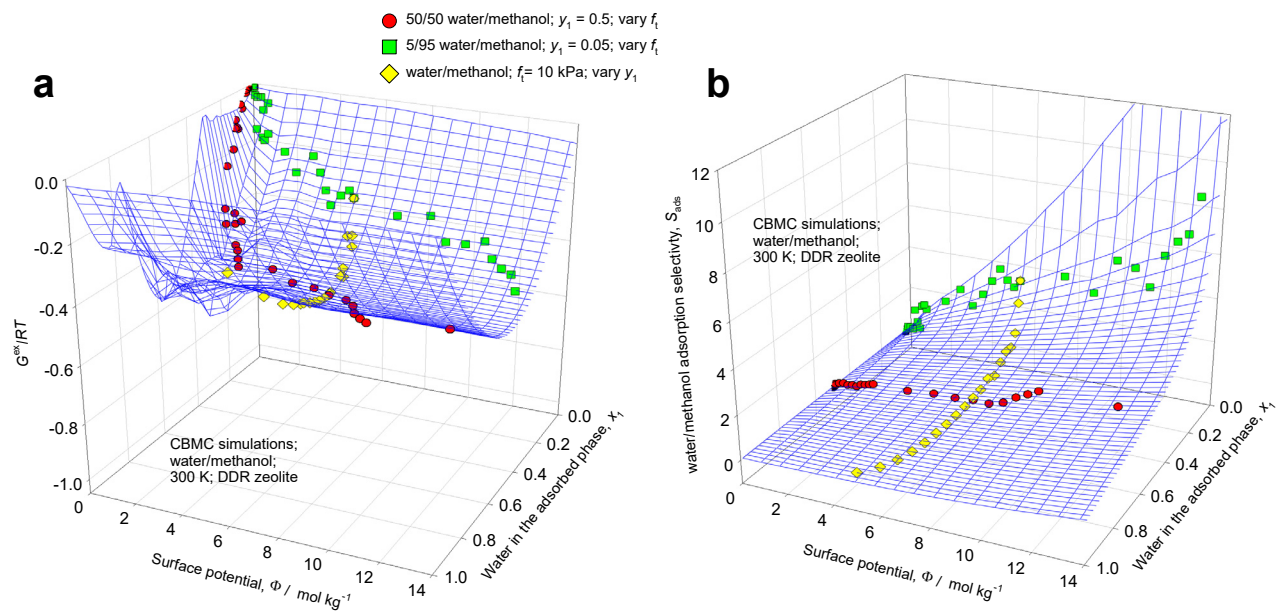 50/50 water/methanol; y1 = 0.5; vary ft
5/95 water/methanol; y1 = 0.05; vary ft
water/methanol; ft= 10 kPa; vary y1
a
0.0
-0.2
-0.4
-0.6
-0.8
-1.0
G^ex/RT
0
2
4
6
8
10
12
14
Surface potential, Φ / mol kg-1
0.0
0.2
0.4
0.6
0.8
1.0
Water in the adsorbed phase, x1
CBMC simulations;
water/methanol;
300 K; DDR zeolite
b
12
10
8
6
4
2
0
water/methanol adsorption selectivty, Sads
CBMC simulations;
water/methanol;
300 K; DDR zeolite
0
2
4
6
8
10
12
14
Surface potential, Φ / mol kg-1
0.0
0.2
0.4
0.6
0.8
1.0
Water in the adsorbed phase, x1